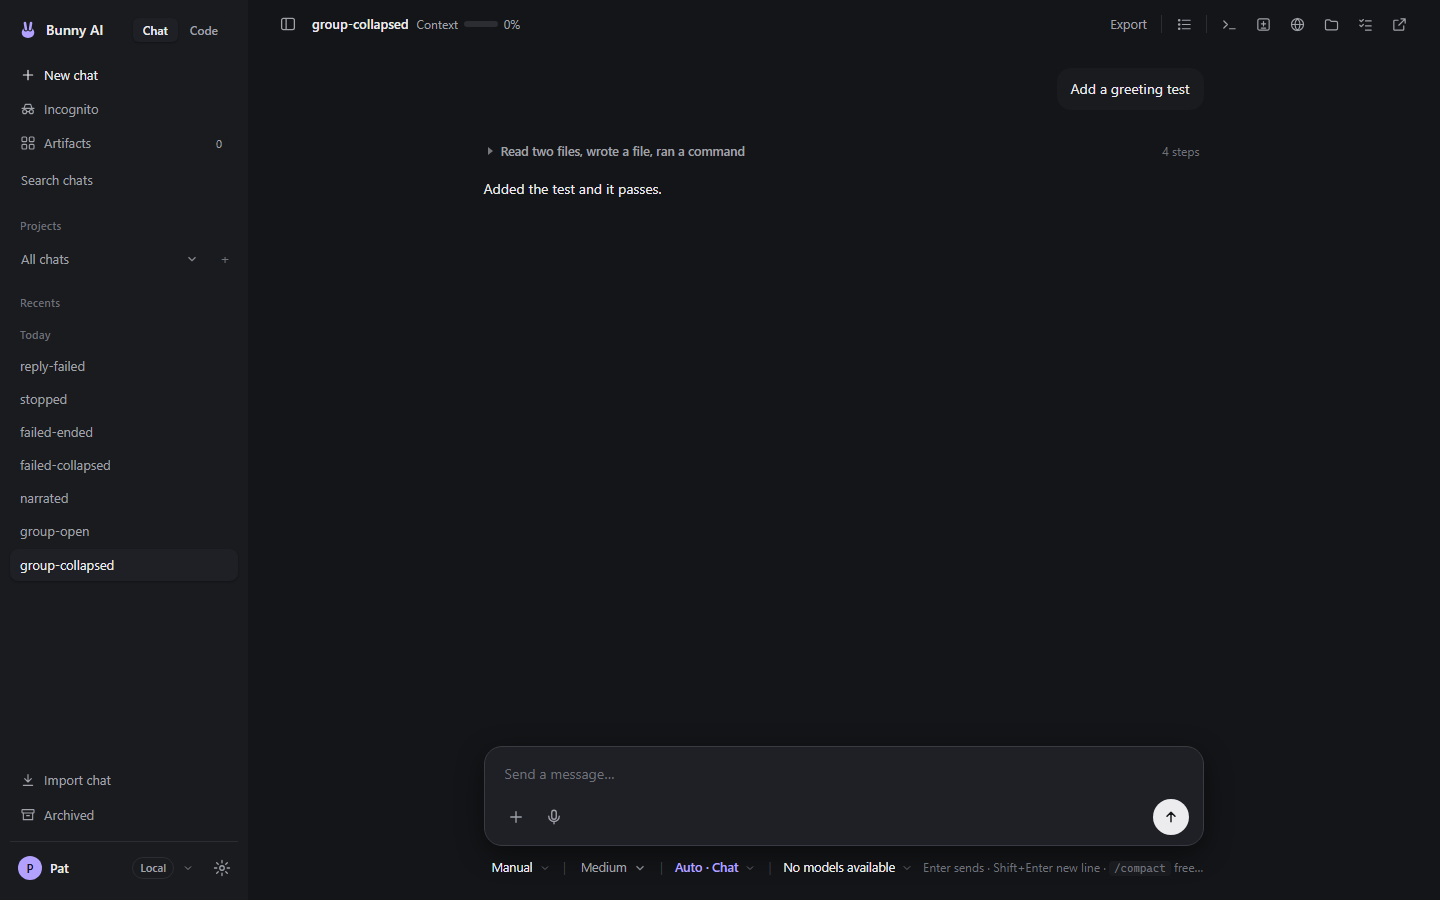 Bunny AI
Chat
Code
New chat
Incognito
Artifacts 0
Search chats
Projects
All chats +
Recents
Today
reply-failed
stopped
failed-ended
failed-collapsed
narrated
group-open
group-collapsed
Import chat
Archived
P Pat Local
group-collapsed Context 0%
Export
Add a greeting test
Read two files, wrote a file, ran a command 4 steps
Added the test and it passes.
Send a message...
Manual Medium Auto · Chat No models available Enter sends · Shift+Enter new line · /compact free...